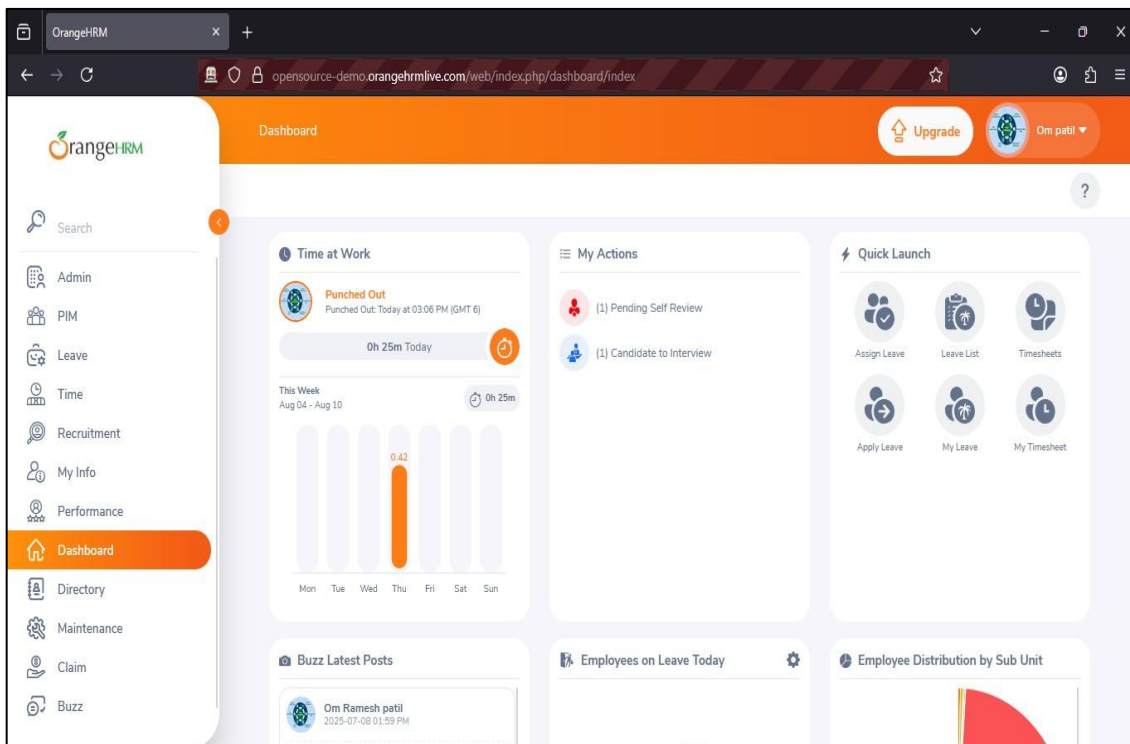 OrangeHRM
opensource-demo.orangehrmlive.com/web/index.php/dashboard/index
OrangeHRM
Dashboard
Upgrade
Om patil
?
Search
Admin
PIM
Leave
Time
Recruitment
My Info
Performance
Dashboard
Directory
Maintenance
Claim
Buzz
Time at Work
Punched Out
Punched Out: Today at 03:06 PM (GMT 6)
0h 25m Today
This Week
Aug 04 - Aug 10
0h 25m
0.42
Mon Tue Wed Thu Fri Sat Sun
My Actions
(1) Pending Self Review
(1) Candidate to Interview
Quick Launch
Assign Leave Leave List Timesheets
Apply Leave My Leave My Timesheet
Buzz Latest Posts
Om Ramesh patil
2025-07-08 01:59 PM
Employees on Leave Today
Employee Distribution by Sub Unit